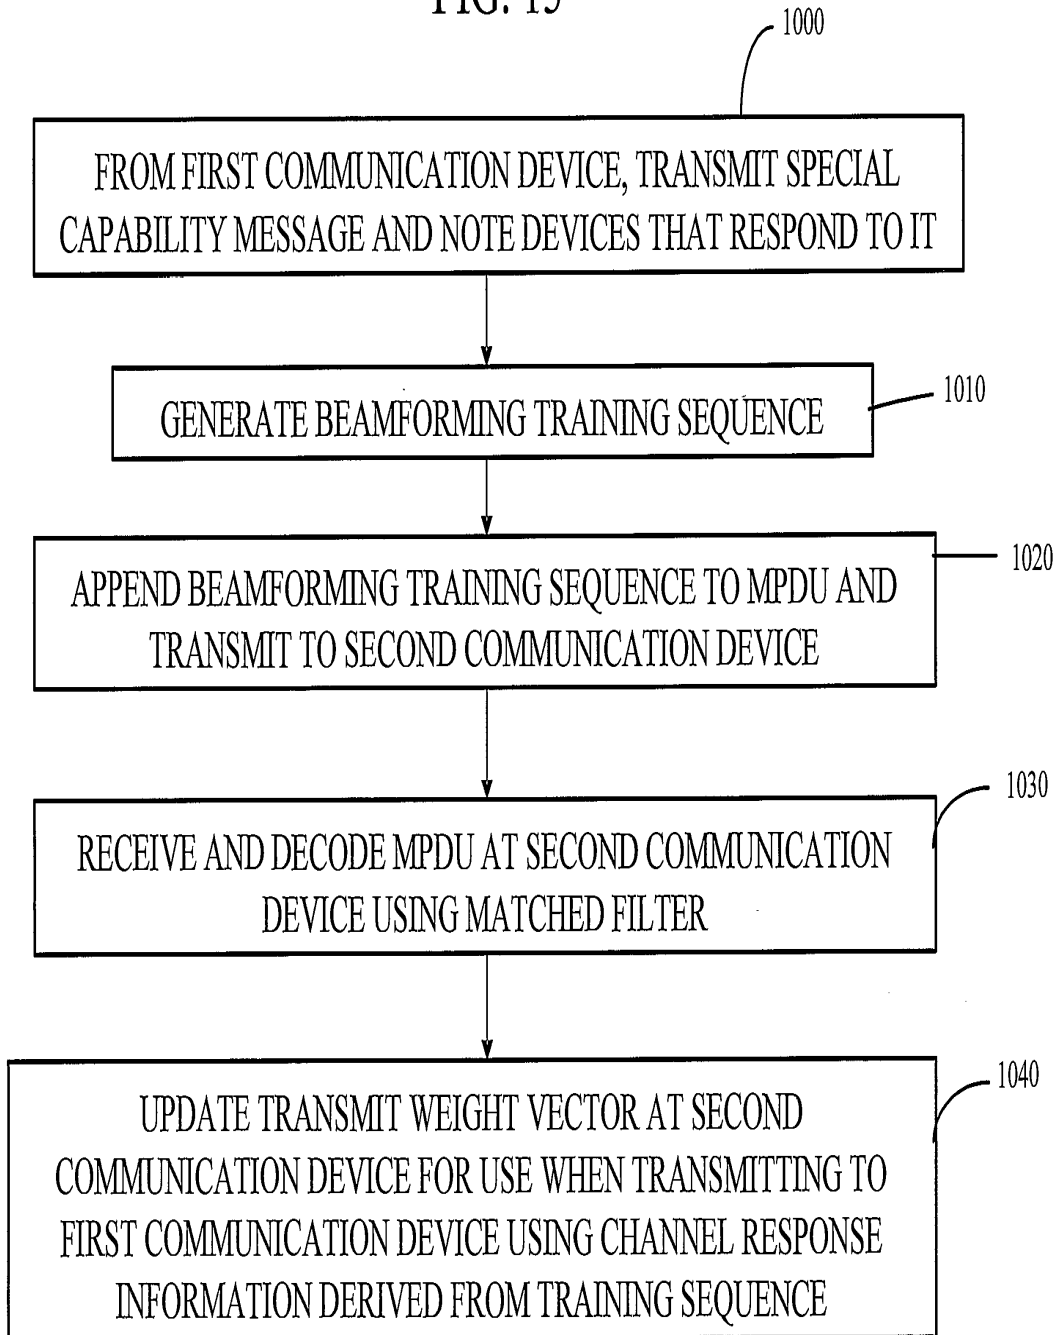 FIG. 15
1000
FROM FIRST COMMUNICATION DEVICE, TRANSMIT SPECIAL
CAPABILITY MESSAGE AND NOTE DEVICES THAT RESPOND TO IT
1010
GENERATE BEAMFORMING TRAINING SEQUENCE
1020
APPEND BEAMFORMING TRAINING SEQUENCE TO MPDU AND
TRANSMIT TO SECOND COMMUNICATION DEVICE
1030
RECEIVE AND DECODE MPDU AT SECOND COMMUNICATION
DEVICE USING MATCHED FILTER
1040
UPDATE TRANSMIT WEIGHT VECTOR AT SECOND
COMMUNICATION DEVICE FOR USE WHEN TRANSMITTING TO
FIRST COMMUNICATION DEVICE USING CHANNEL RESPONSE
INFORMATION DERIVED FROM TRAINING SEQUENCE